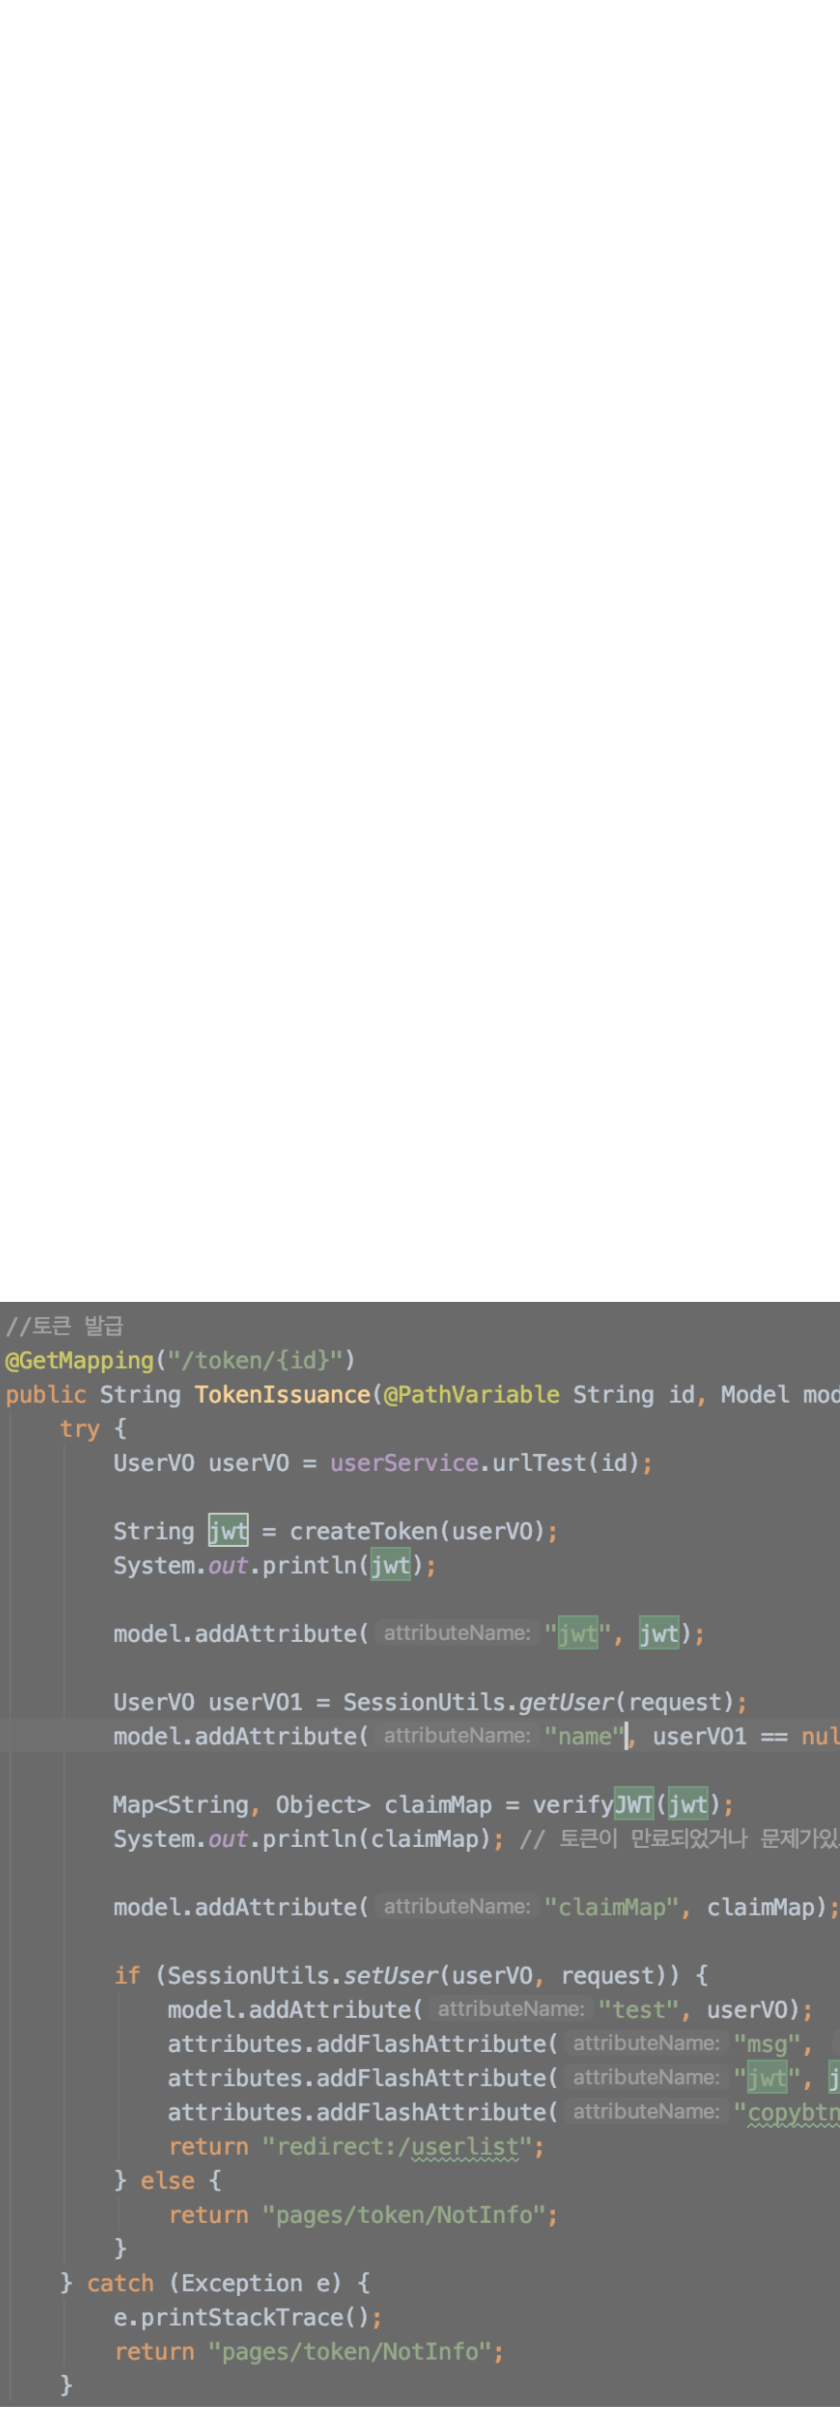 //토큰 발급
@GetMapping("/token/{id}")
public String TokenIssuance(@PathVariable String id, Model mod
try {
UserVO userVO = userService.urlTest(id);
String jwt = createToken(userVO);
System.out.println(jwt);
model.addAttribute( attributeName: "jwt", jwt);
UserVO userVO1 = SessionUtils.getUser(request);
model.addAttribute( attributeName: "name", userVO1 == nul
Map<String, Object> claimMap = verifyJWT(jwt);
System.out.println(claimMap); // 토큰이 만료되었거나 문제가있
model.addAttribute( attributeName: "claimMap", claimMap);
if (SessionUtils.setUser(userVO, request)) {
model.addAttribute( attributeName: "test", userVO);
attributes.addFlashAttribute( attributeName: "msg",
attributes.addFlashAttribute( attributeName: "jwt", j
attributes.addFlashAttribute( attributeName: "copybtn
return "redirect:/userlist";
} else {
return "pages/token/NotInfo";
}
} catch (Exception e) {
e.printStackTrace();
return "pages/token/NotInfo";
}